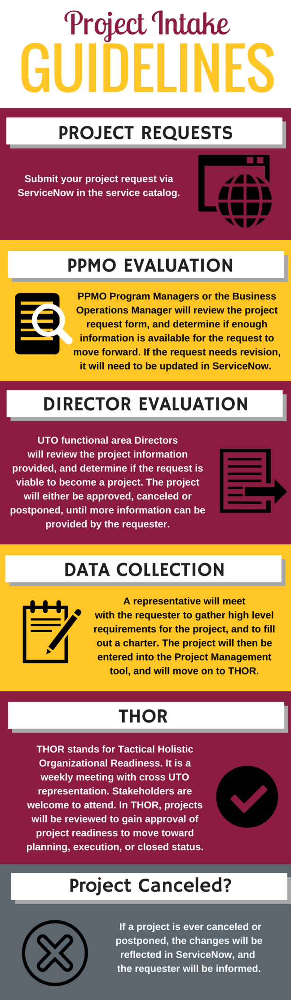 Project Intake
GUIDELINES
PROJECT REQUESTS
Submit your project request via
ServiceNow in the service catalog.
PPMO EVALUATION
PPMO Program Managers or the Business
Operations Manager will review the project
request form, and determine if enough
information is available for the request to
move forward. If the request needs revision,
it will need to be updated in ServiceNow.
DIRECTOR EVALUATION
UTO functional area Directors
will review the project information
provided, and determine if the request is
viable to become a project. The project
will either be approved, canceled or
postponed, until more information can be
provided by the requester.
DATA COLLECTION
A representative will meet
with the requester to gather high level
requirements for the project, and to fill
out a charter. The project will then be
entered into the Project Management
tool, and will move on to THOR.
THOR
THOR stands for Tactical Holistic
Organizational Readiness. It is a
weekly meeting with cross UTO
representation. Stakeholders are
welcome to attend. In THOR, projects
will be reviewed to gain approval of
project readiness to move toward
planning, execution, or closed status.
Project Canceled?
If a project is ever canceled or
postponed, the changes will be
reflected in ServiceNow, and
the requester will be informed.